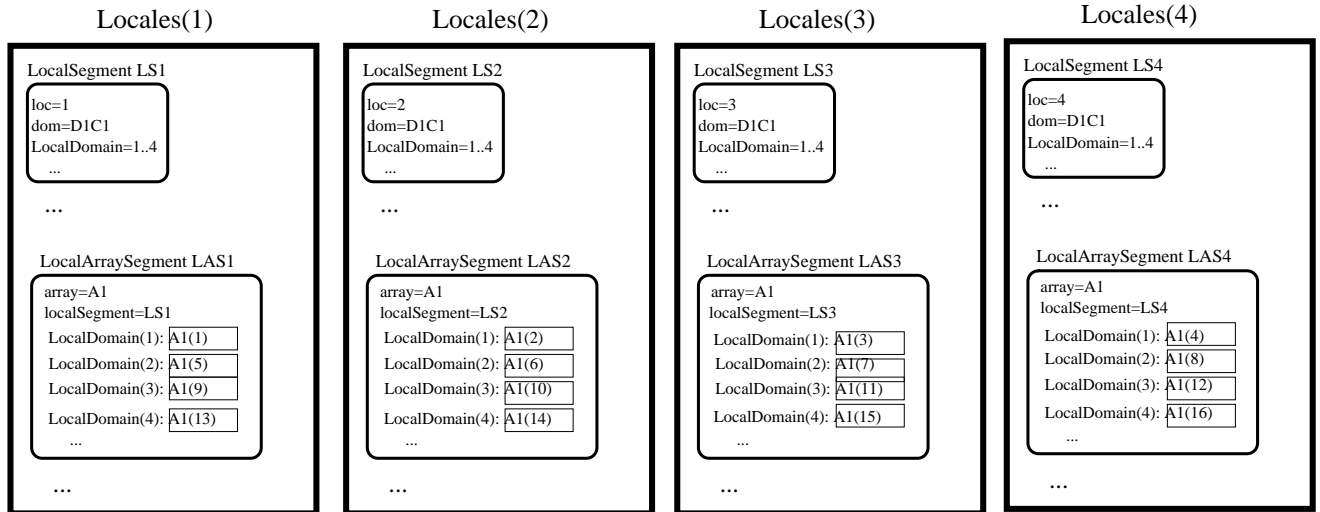 Locales(1)
LocalSegment LS1
loc=1
dom=D1C1
LocalDomain=1..4
...
...
LocalArraySegment LAS1
array=A1
localSegment=LS1
LocalDomain(1): A1(1)
LocalDomain(2): A1(5)
LocalDomain(3): A1(9)
LocalDomain(4): A1(13)
...
...
Locales(2)
LocalSegment LS2
loc=2
dom=D1C1
LocalDomain=1..4
...
...
LocalArraySegment LAS2
array=A1
localSegment=LS2
LocalDomain(1): A1(2)
LocalDomain(2): A1(6)
LocalDomain(3): A1(10)
LocalDomain(4): A1(14)
...
...
Locales(3)
LocalSegment LS3
loc=3
dom=D1C1
LocalDomain=1..4
...
...
LocalArraySegment LAS3
array=A1
localSegment=LS3
LocalDomain(1): A1(3)
LocalDomain(2): A1(7)
LocalDomain(3): A1(11)
LocalDomain(4): A1(15)
...
...
Locales(4)
LocalSegment LS4
loc=4
dom=D1C1
LocalDomain=1..4
...
...
LocalArraySegment LAS4
array=A1
localSegment=LS4
LocalDomain(1): A1(4)
LocalDomain(2): A1(8)
LocalDomain(3): A1(12)
LocalDomain(4): A1(16)
...
...